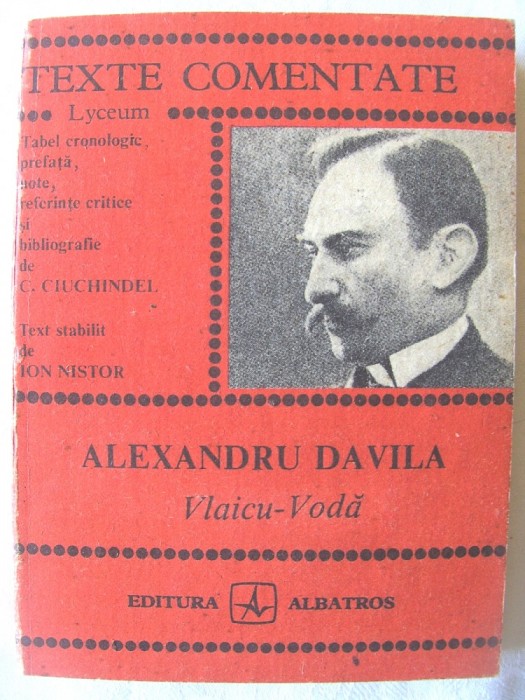 TEXTE COMENTATE
Lyceum
Tabel cronologic,
prefață,
note,
referințe critice
și
bibliografie
de
C. CIUCHINDEL
Text stabilit
de
ION NISTOR
ALEXANDRU DAVILA
Vlaicu-Vodă
EDITURA ALBATROS